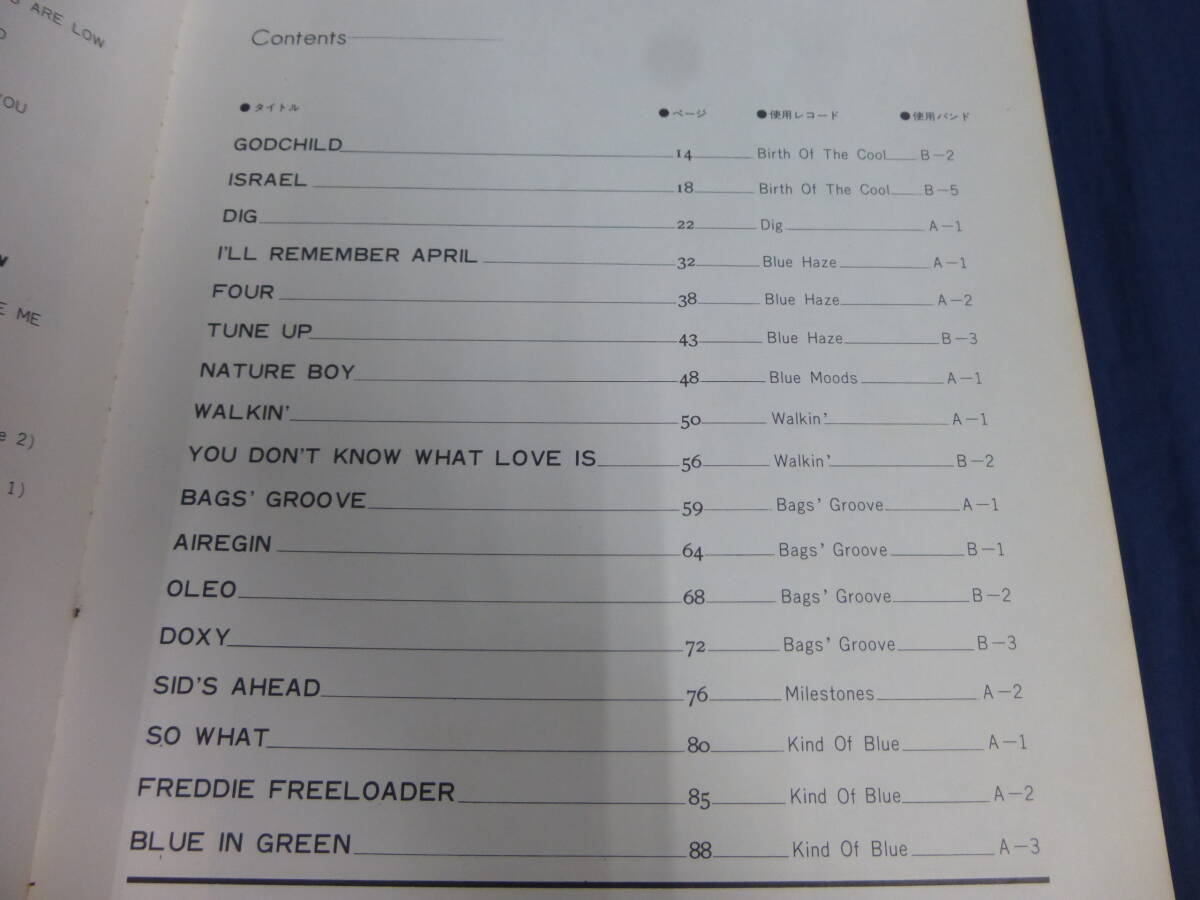 ARE LOW
YOU
E ME
e 2)
1)
Contents
●タイトル ●ページ ●使用レコード ●使用バンド
GODCHILD 14 Birth Of The Cool B-2
ISRAEL 18 Birth Of The Cool B-5
DIG 22 Dig A-1
I'LL REMEMBER APRIL 32 Blue Haze A-1
FOUR 38 Blue Haze A-2
TUNE UP 43 Blue Haze B-3
NATURE BOY 48 Blue Moods A-1
WALKIN' 50 Walkin' A-1
YOU DON'T KNOW WHAT LOVE IS 56 Walkin' B-2
BAGS' GROOVE 59 Bags' Groove A-1
AIREGIN 64 Bags' Groove B-1
OLEO 68 Bags' Groove B-2
DOXY 72 Bags' Groove B-3
SID'S AHEAD 76 Milestones A-2
SO WHAT 80 Kind Of Blue A-1
FREDDIE FREELOADER 85 Kind Of Blue A-2
BLUE IN GREEN 88 Kind Of Blue A-3